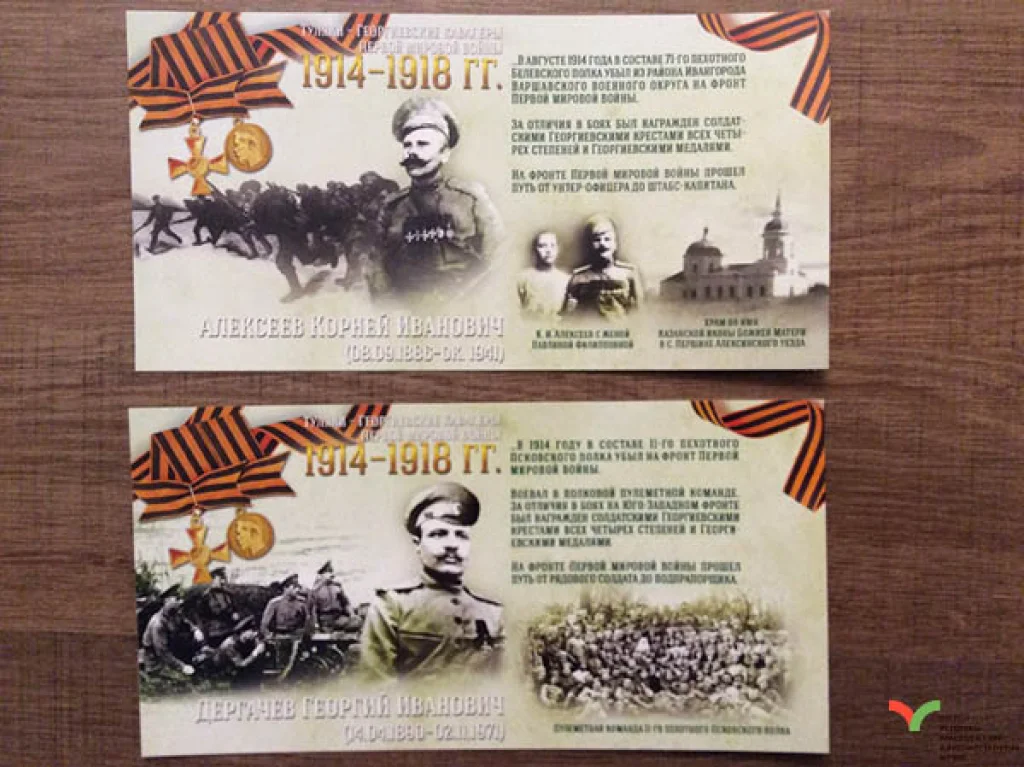 Туляки - Георгиевские кавалеры
Первой мировой войны
1914-1918 гг.
...В августе 1914 года в составе 71-го пехотного
Белевского полка убыл из района Ивангорода
Варшавского военного округа на фронт
Первой мировой войны.
За отличия в боях был награжден солдат-
скими Георгиевскими крестами всех четы-
рех степеней и Георгиевскими медалями.
На фронте Первой мировой войны прошел
путь от унтер-офицера до штабс-капитана.
Алексеев Корней Иванович
(08.09.1886-ок. 1941)
К. И. Алексеев с женой
Павлиной Филипповной
Храм во имя
Казанской иконы Божией Матери
в с. Першине Алексинского уезда
Туляки - Георгиевские кавалеры
Первой мировой войны
1914-1918 гг.
...В 1914 году в составе 11-го пехотного
Псковского полка убыл на фронт Первой
мировой войны.
Воевал в полковой пулеметной команде.
За отличия в боях на Юго-Западном фронте
был награжден солдатскими Георгиевскими
крестами всех четырех степеней и Георги-
евскими медалями.
На фронте Первой мировой войны прошел
путь от рядового солдата до подпрапорщика.
Дергачев Георгий Иванович
(14.04.1890-02.11.1971)
Пулеметная команда 11-го пехотного Псковского полка